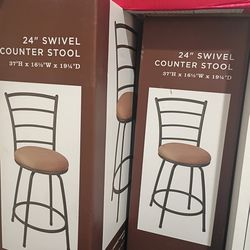 24" SWIVEL
COUNTER STOOL
37"H x 16½"W x 19¼"D
24" SWIVEL
COUNTER STOOL
37"H x 16½"W x 19¼"D